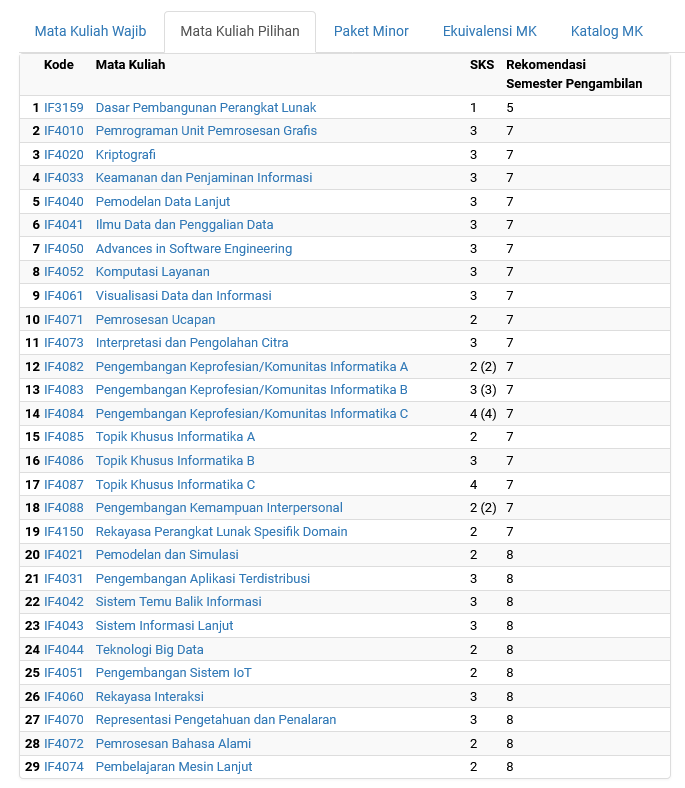 Mata Kuliah Wajib Mata Kuliah Pilihan Paket Minor Ekuivalensi MK Katalog MK
Kode Mata Kuliah SKS Rekomendasi
Semester Pengambilan
1 IF3159 Dasar Pembangunan Perangkat Lunak 1 5
2 IF4010 Pemrograman Unit Pemrosesan Grafis 3 7
3 IF4020 Kriptografi 3 7
4 IF4033 Keamanan dan Penjaminan Informasi 3 7
5 IF4040 Pemodelan Data Lanjut 3 7
6 IF4041 Ilmu Data dan Penggalian Data 3 7
7 IF4050 Advances in Software Engineering 3 7
8 IF4052 Komputasi Layanan 3 7
9 IF4061 Visualisasi Data dan Informasi 3 7
10 IF4071 Pemrosesan Ucapan 2 7
11 IF4073 Interpretasi dan Pengolahan Citra 3 7
12 IF4082 Pengembangan Keprofesian/Komunitas Informatika A 2 (2) 7
13 IF4083 Pengembangan Keprofesian/Komunitas Informatika B 3 (3) 7
14 IF4084 Pengembangan Keprofesian/Komunitas Informatika C 4 (4) 7
15 IF4085 Topik Khusus Informatika A 2 7
16 IF4086 Topik Khusus Informatika B 3 7
17 IF4087 Topik Khusus Informatika C 4 7
18 IF4088 Pengembangan Kemampuan Interpersonal 2 (2) 7
19 IF4150 Rekayasa Perangkat Lunak Spesifik Domain 2 7
20 IF4021 Pemodelan dan Simulasi 2 8
21 IF4031 Pengembangan Aplikasi Terdistribusi 3 8
22 IF4042 Sistem Temu Balik Informasi 3 8
23 IF4043 Sistem Informasi Lanjut 3 8
24 IF4044 Teknologi Big Data 2 8
25 IF4051 Pengembangan Sistem IoT 2 8
26 IF4060 Rekayasa Interaksi 3 8
27 IF4070 Representasi Pengetahuan dan Penalaran 3 8
28 IF4072 Pemrosesan Bahasa Alami 2 8
29 IF4074 Pembelajaran Mesin Lanjut 2 8